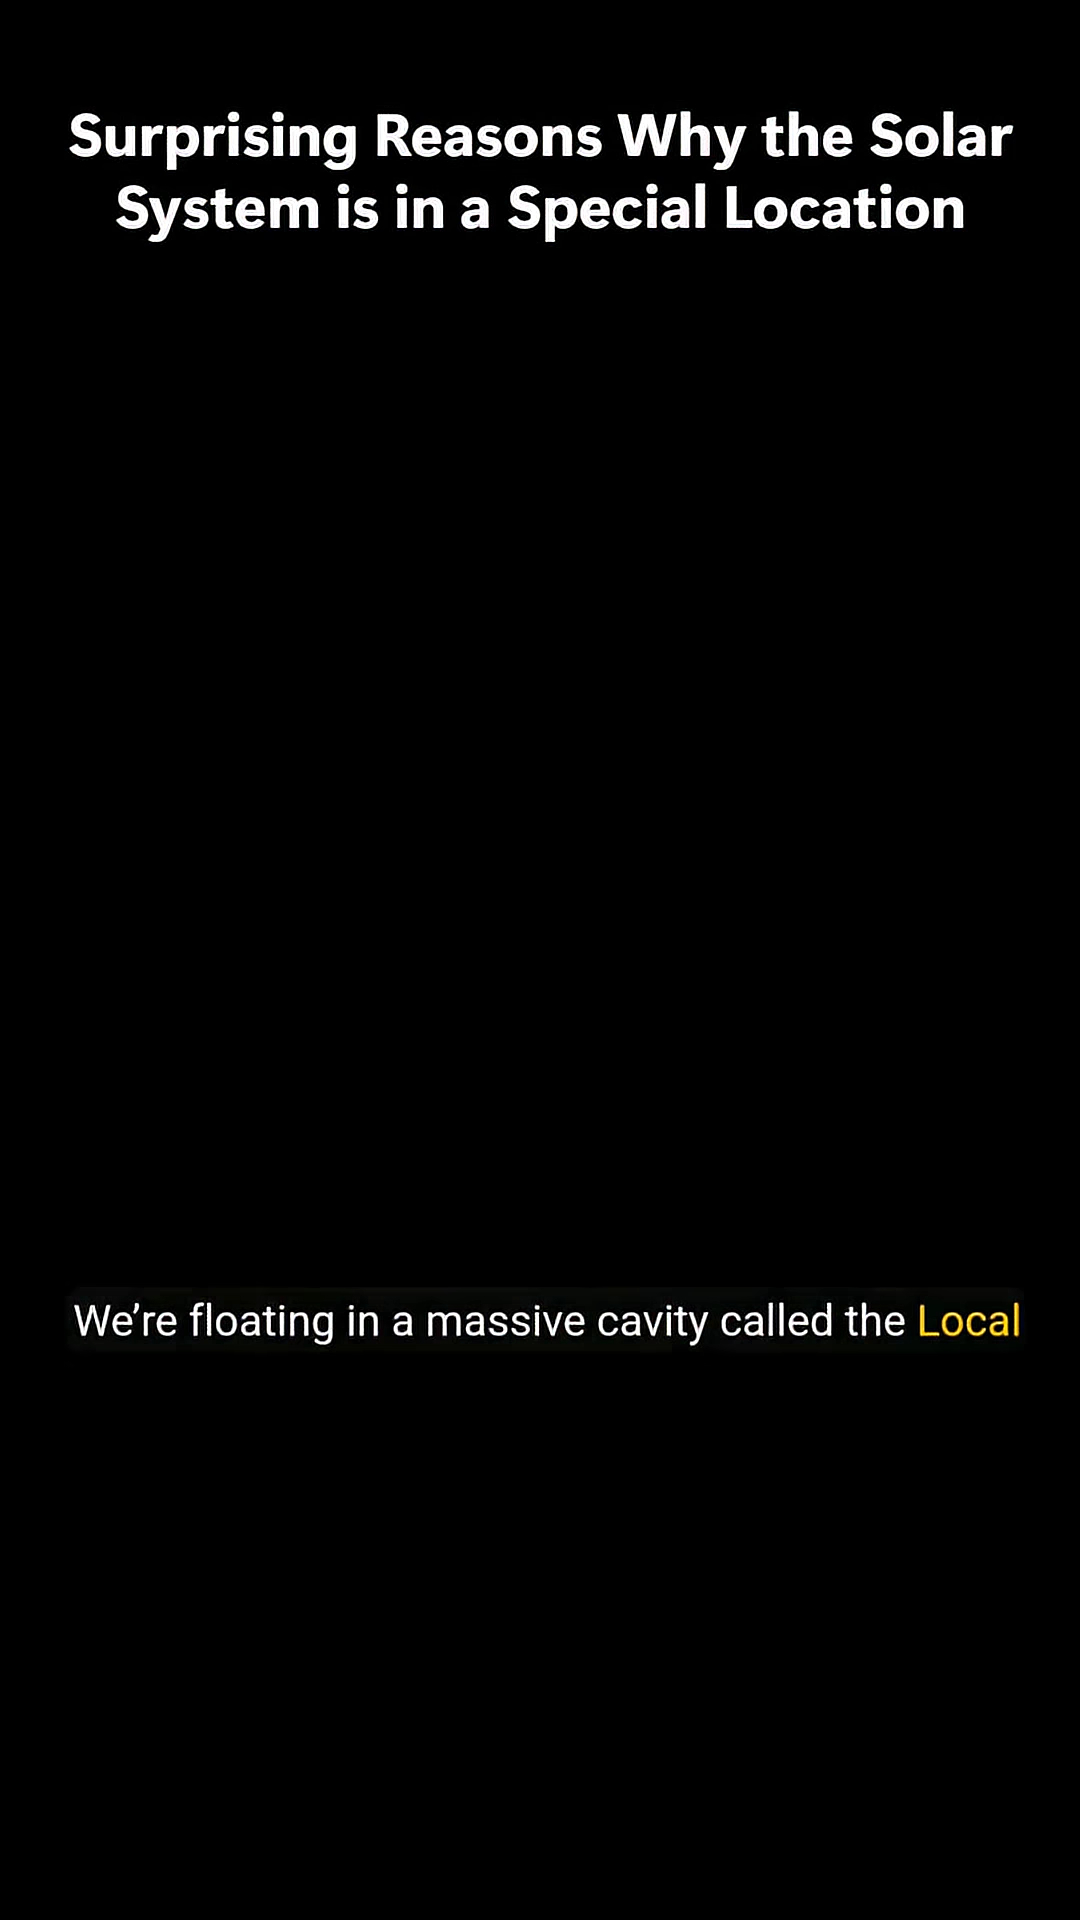 Surprising Reasons Why the Solar
System is in a Special Location
We’re floating in a massive cavity called the Local